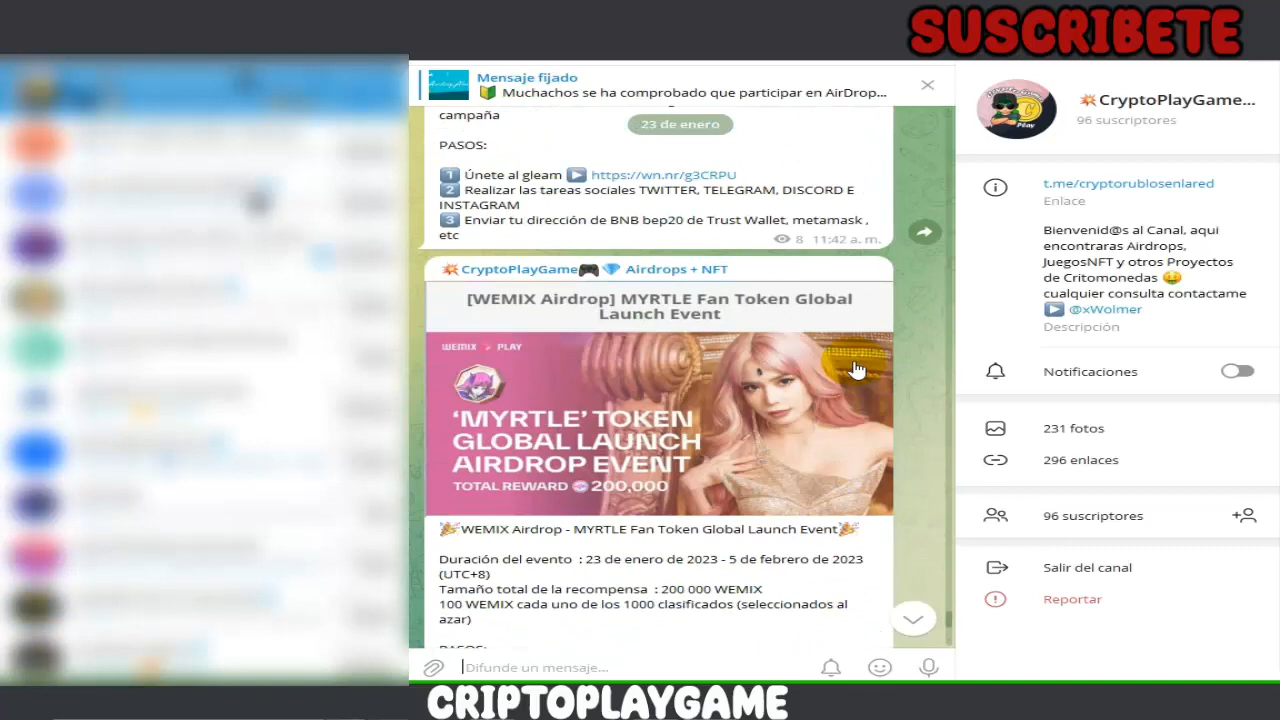 SUSCRIBETE
Mensaje fijado
🔰 Muchachos se ha comprobado que participar en AirDrop...
campaña
23 de enero
PASOS:
1️⃣ Únete al gleam ▶️ https://wn.nr/g3CRPU
2️⃣ Realizar las tareas sociales TWITTER, TELEGRAM, DISCORD E
INSTAGRAM
3️⃣ Enviar tu dirección de BNB bep20 de Trust Wallet, metamask ,
etc
8 11:42 a. m.
💥CryptoPlayGame🎮💎 Airdrops + NFT
[WEMIX Airdrop] MYRTLE Fan Token Global
Launch Event
WEMIX PLAY
‘MYRTLE’ TOKEN
GLOBAL LAUNCH
AIRDROP EVENT
TOTAL REWARD 200,000
🎉WEMIX Airdrop - MYRTLE Fan Token Global Launch Event🎉
Duración del evento : 23 de enero de 2023 - 5 de febrero de 2023
(UTC+8)
Tamaño total de la recompensa : 200 000 WEMIX
100 WEMIX cada uno de los 1000 clasificados (seleccionados al
azar)
Difunde un mensaje...
💥CryptoPlayGame...
96 suscriptores
t.me/cryptorublosenlared
Enlace
Bienvenid@s al Canal, aqui
encontraras Airdrops,
JuegosNFT y otros Proyectos
de Critomonedas 🤑
cualquier consulta contactame
▶️ @xWolmer
Descripción
Notificaciones
231 fotos
296 enlaces
96 suscriptores
Salir del canal
Reportar
CRIPTOPLAYGAME